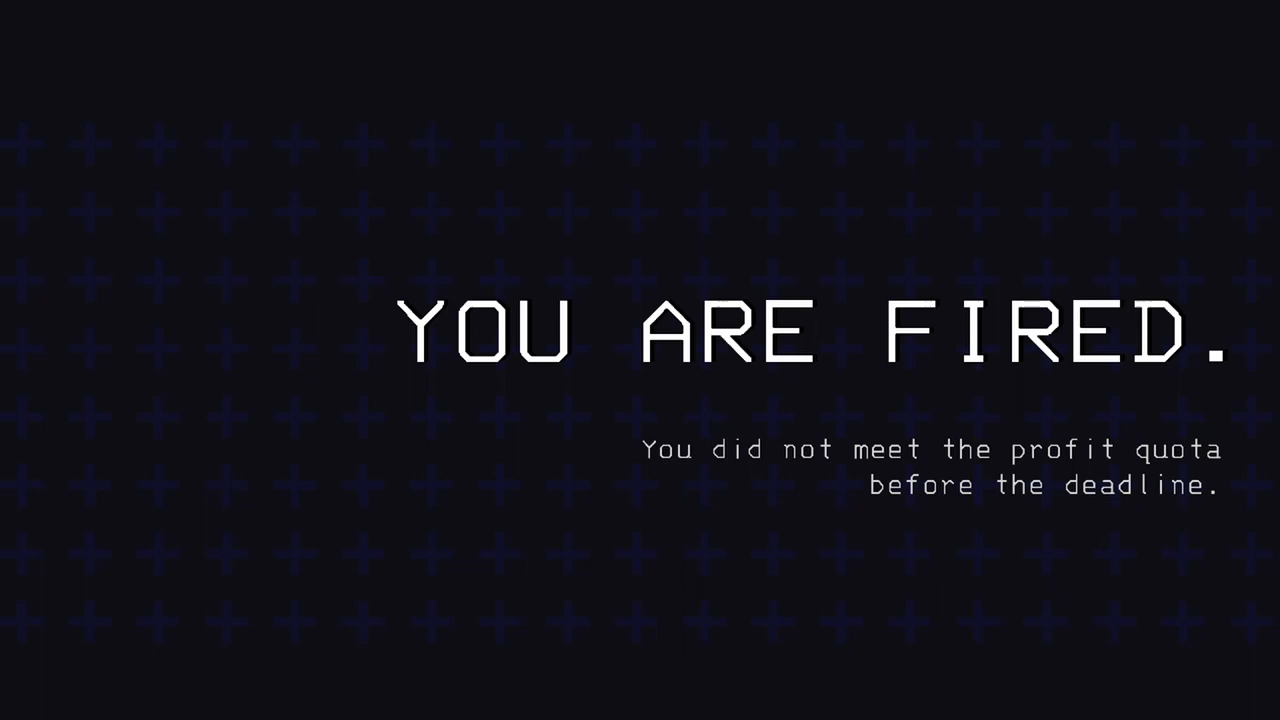 YOU ARE FIRED.
You did not meet the profit quota
before the deadline.